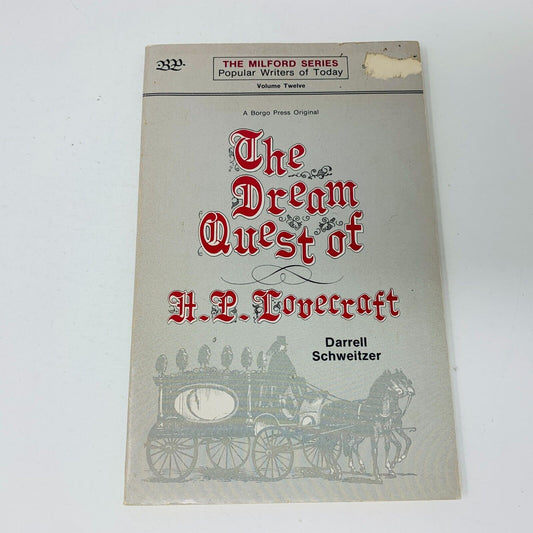 BP.
THE MILFORD SERIES
Popular Writers of Today
Volume Twelve
A Borgo Press Original
The
Dream
Quest of
H.P. Lovecraft
Darrell
Schweitzer